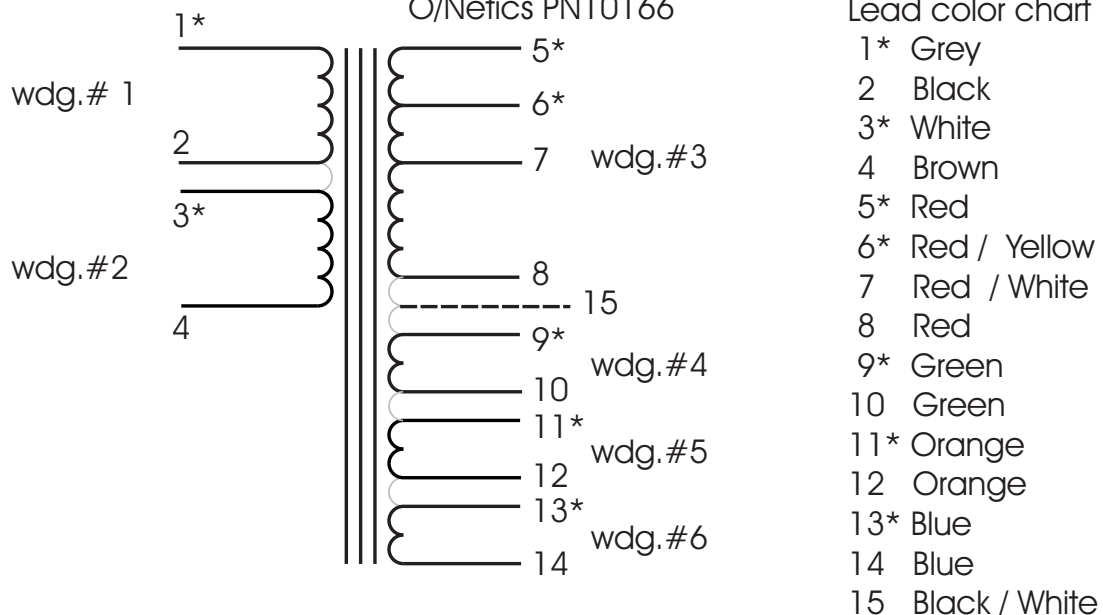 O/Netics PN10166
1*
2
3*
4
wdg.# 1
wdg.#2
5*
6*
7
8
15
9*
10
11*
12
13*
14
wdg.#3
wdg.#4
wdg.#5
wdg.#6
Lead color chart
1* Grey
2 Black
3* White
4 Brown
5* Red
6* Red / Yellow
7 Red / White
8 Red
9* Green
10 Green
11* Orange
12 Orange
13* Blue
14 Blue
15 Black / White